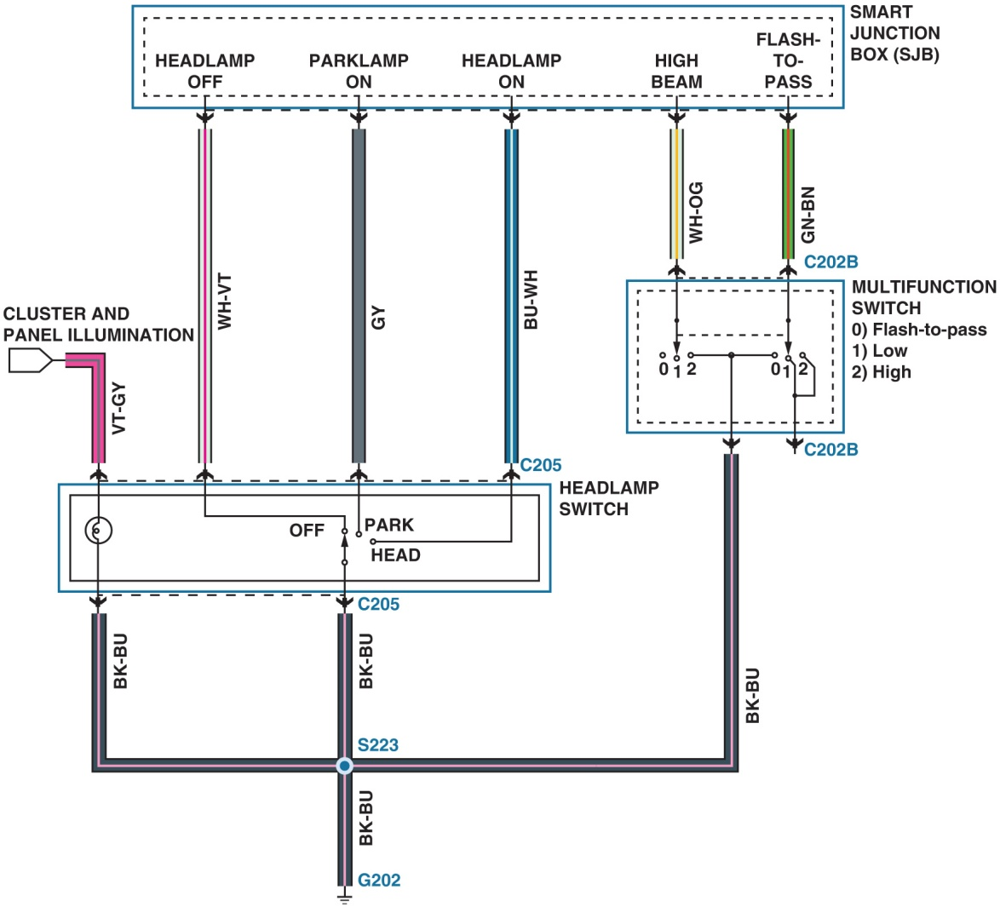 SMART
JUNCTION
BOX (SJB)
HEADLAMP
OFF
PARKLAMP
ON
HEADLAMP
ON
HIGH
BEAM
FLASH-
TO-
PASS
WH-VT
GY
BU-WH
WH-OG
GN-BN
C202B
MULTIFUNCTION
SWITCH
0) Flash-to-pass
1) Low
2) High
0 1 2
0 1 2
C202B
CLUSTER AND
PANEL ILLUMINATION
VT-GY
C205
HEADLAMP
SWITCH
OFF
PARK
HEAD
C205
BK-BU
BK-BU
BK-BU
S223
BK-BU
G202